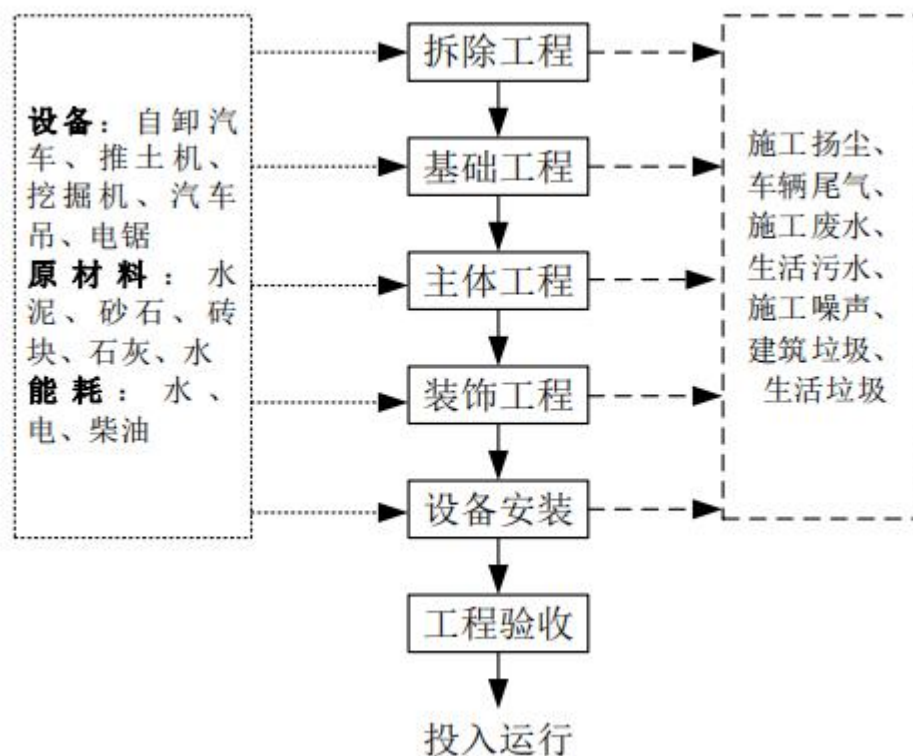 设备：自卸汽
车、推土机、
挖掘机、汽车
吊、电锯
原材料：水
泥、砂石、砖
块、石灰、水
能耗：水、
电、柴油
拆除工程
基础工程
主体工程
装饰工程
设备安装
工程验收
投入运行
施工扬尘、
车辆尾气、
施工废水、
生活污水、
施工噪声、
建筑垃圾、
生活垃圾